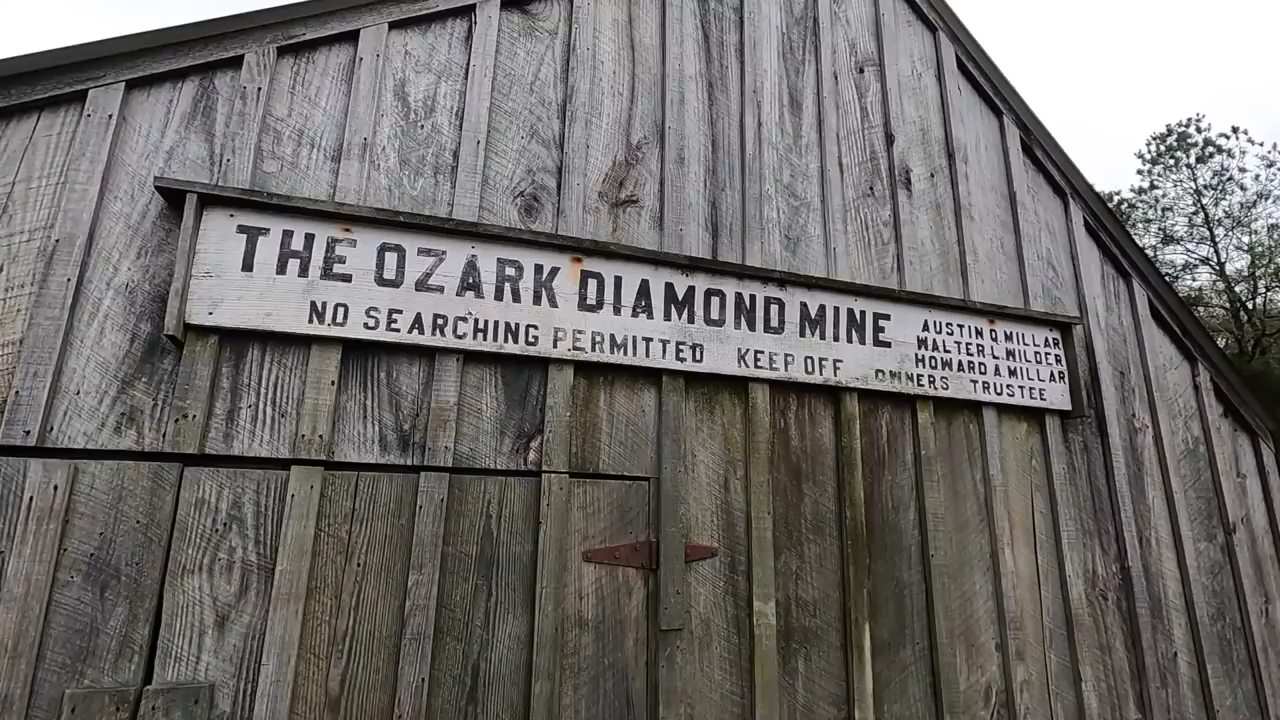 THE OZARK DIAMOND MINE
NO SEARCHING PERMITTED KEEP OFF
AUSTIN Q. MILLAR
WALTER L. WILDER
HOWARD A. MILLAR
OWNERS TRUSTEE